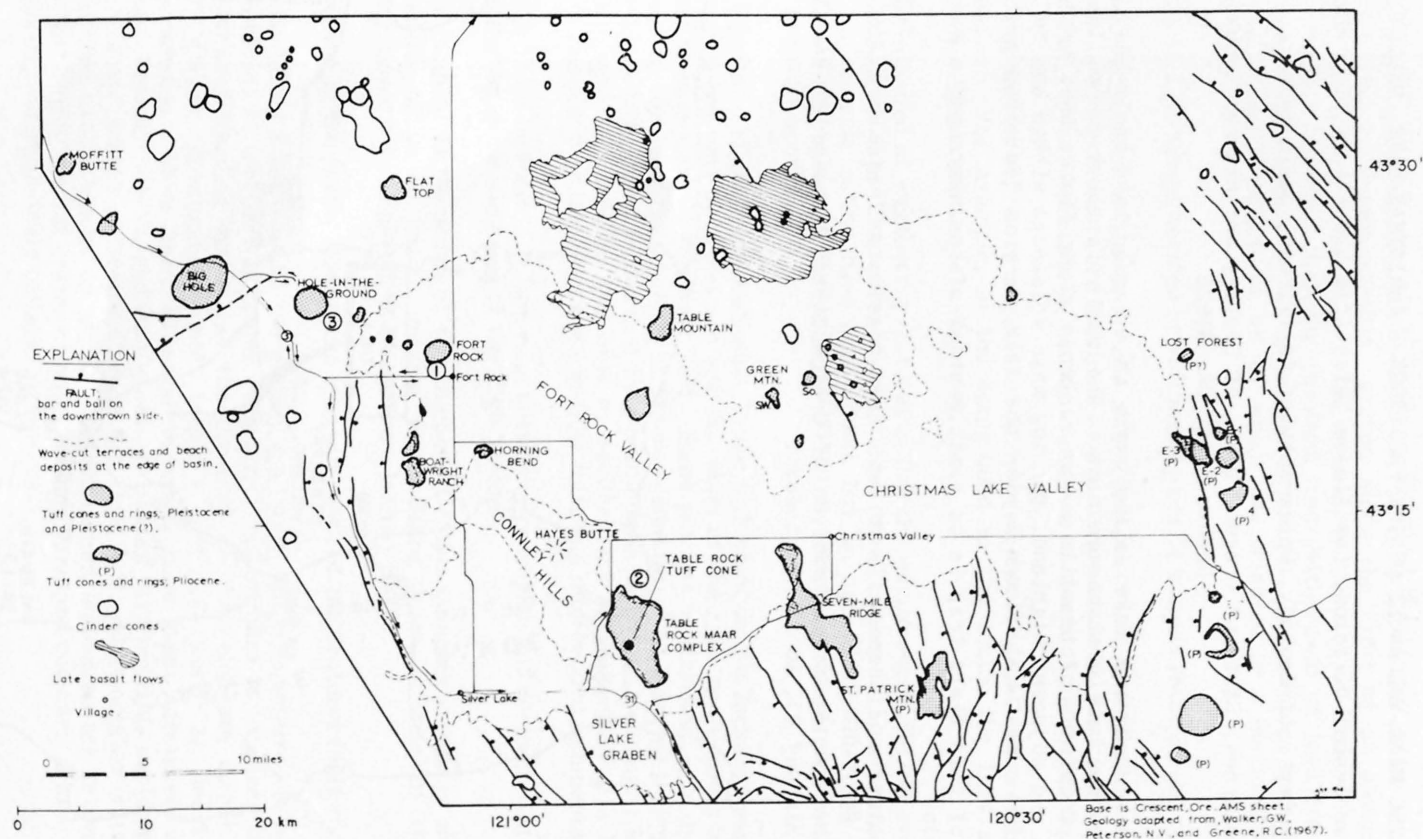 MOFFITT
BUTTE
FLAT
TOP
43°30'
BIG
HOLE
HOLE-IN-THE-
GROUND
③
31
FORT
ROCK
①
Fort Rock
TABLE
MOUNTAIN
GREEN
MTN.
SW
So.
LOST FOREST
(P?)
EXPLANATION
FAULT,
bar and ball on
the downthrown side.
Wave-cut terraces and beach
deposits at the edge of basin.
Tuff cones and rings, Pleistocene
and Pleistocene(?).
(P)
Tuff cones and rings, Pliocene.
Cinder cones.
Late basalt flows.
Village
FORT ROCK VALLEY
BOAT-
WRIGHT
RANCH
HORNING
BEND
E-1
(P)
E-3
(P)
E-2
(P)
4
(P)
CHRISTMAS LAKE VALLEY
43°15'
CONNLEY HILLS
HAYES BUTTE
Christmas Valley
②
TABLE ROCK
TUFF CONE
TABLE
ROCK MAAR
COMPLEX
SEVEN-MILE
RIDGE
(P)
(P)
ST. PATRICK
MTN.
(P)
(P)
(P)
Silver Lake
31
SILVER
LAKE
GRABEN
0 5 10 miles
0 10 20 km
121°00'
120°30'
Base is Crescent, Ore. AMS sheet.
Geology adapted from, Walker, G.W.,
Peterson, N.V., and Greene, R.C.(1967).